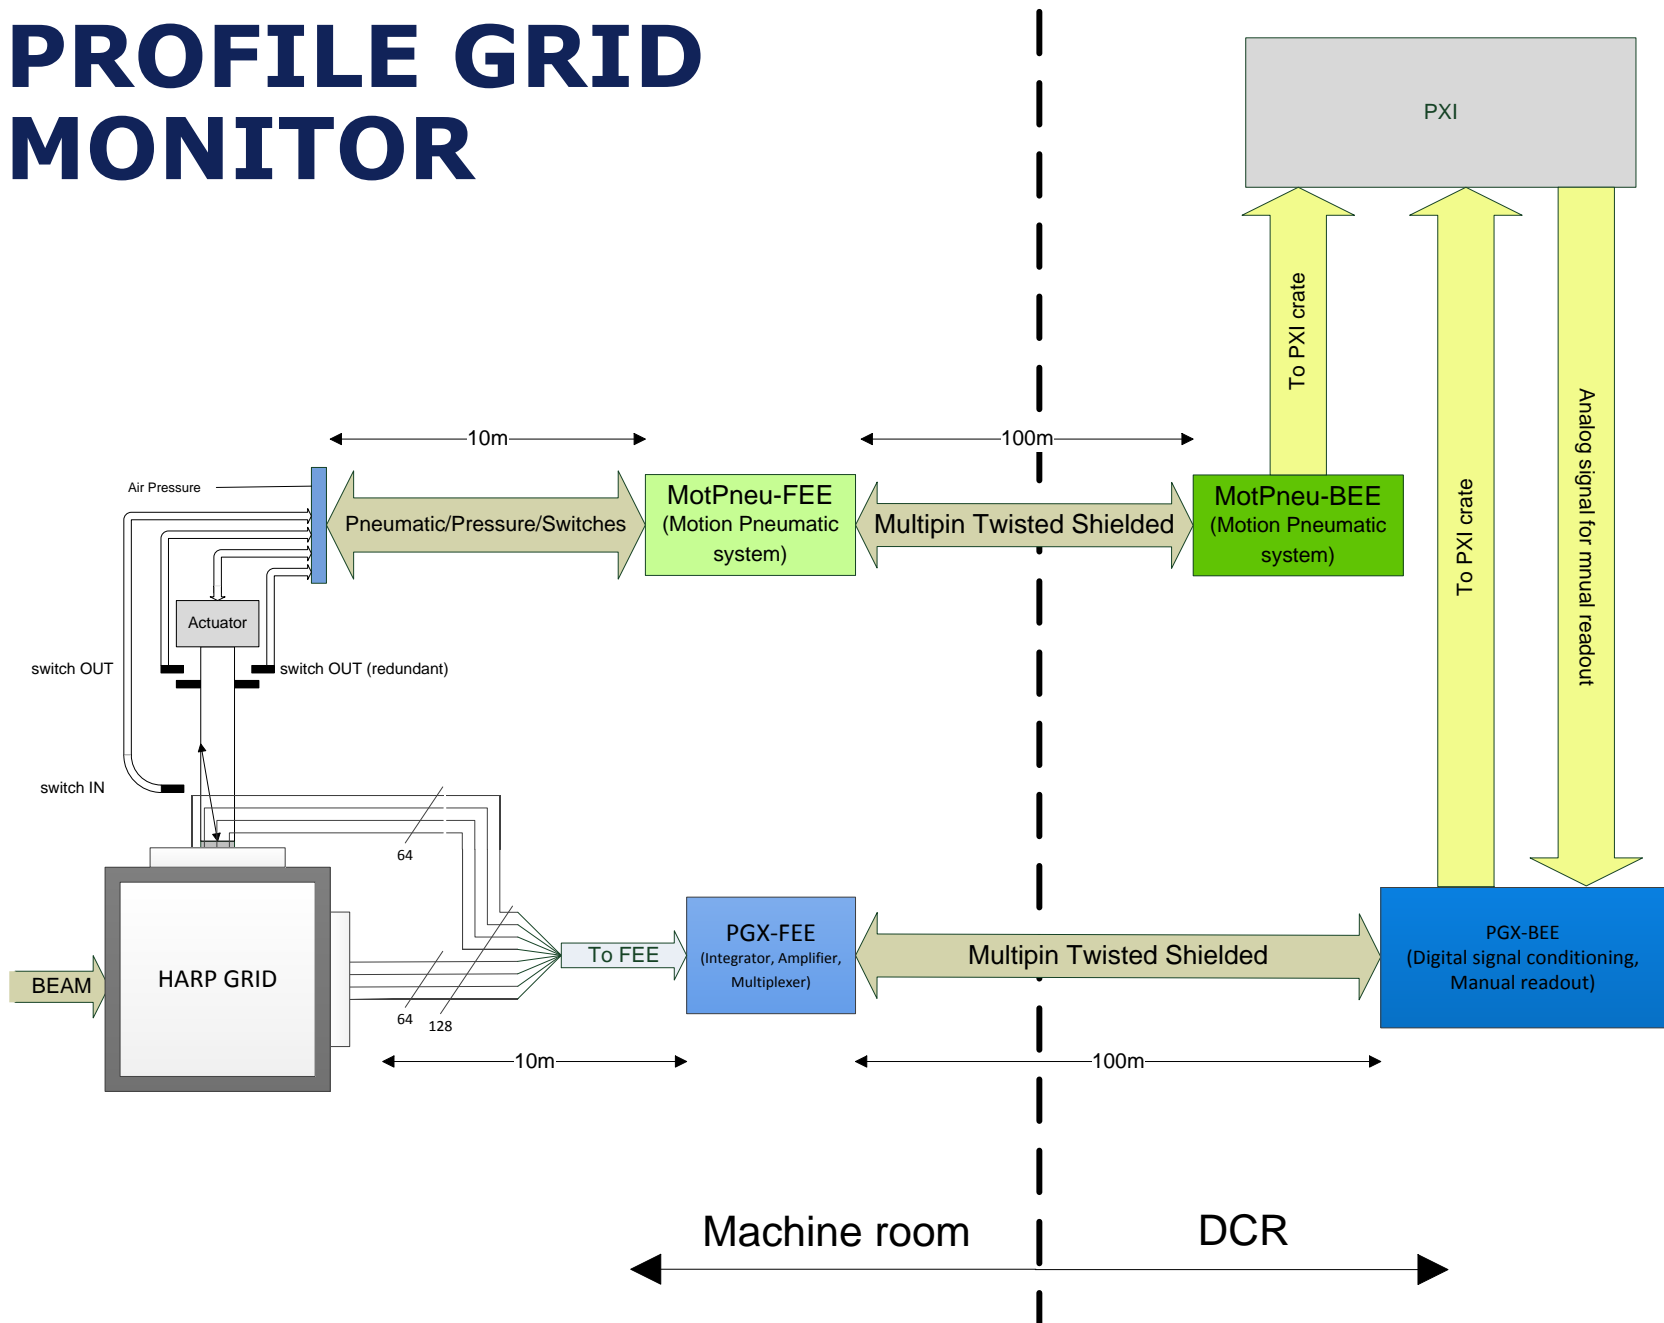 PROFILE GRID
MONITOR
PXI
To PXI crate
To PXI crate
Analog signal for mnual readout
10m
100m
Air Pressure
Pneumatic/Pressure/Switches
MotPneu-FEE
(Motion Pneumatic
system)
Multipin Twisted Shielded
MotPneu-BEE
(Motion Pneumatic
system)
Actuator
switch OUT
switch OUT (redundant)
switch IN
64
BEAM
HARP GRID
64
128
To FEE
PGX-FEE
(Integrator, Amplifier,
Multiplexer)
Multipin Twisted Shielded
PGX-BEE
(Digital signal conditioning,
Manual readout)
10m
100m
Machine room
DCR